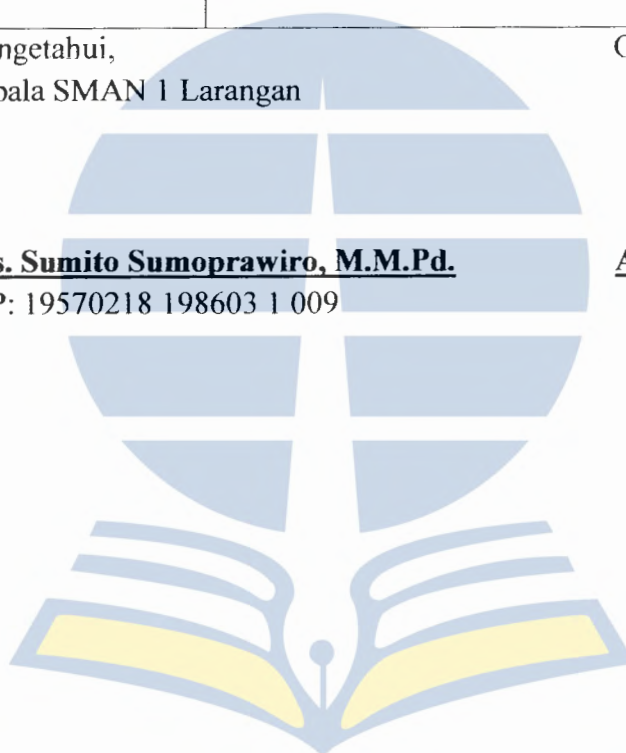 ngetahui,
pala SMAN 1 Larangan
s. Sumito Sumoprawiro, M.M.Pd.
P: 19570218 198603 1 009